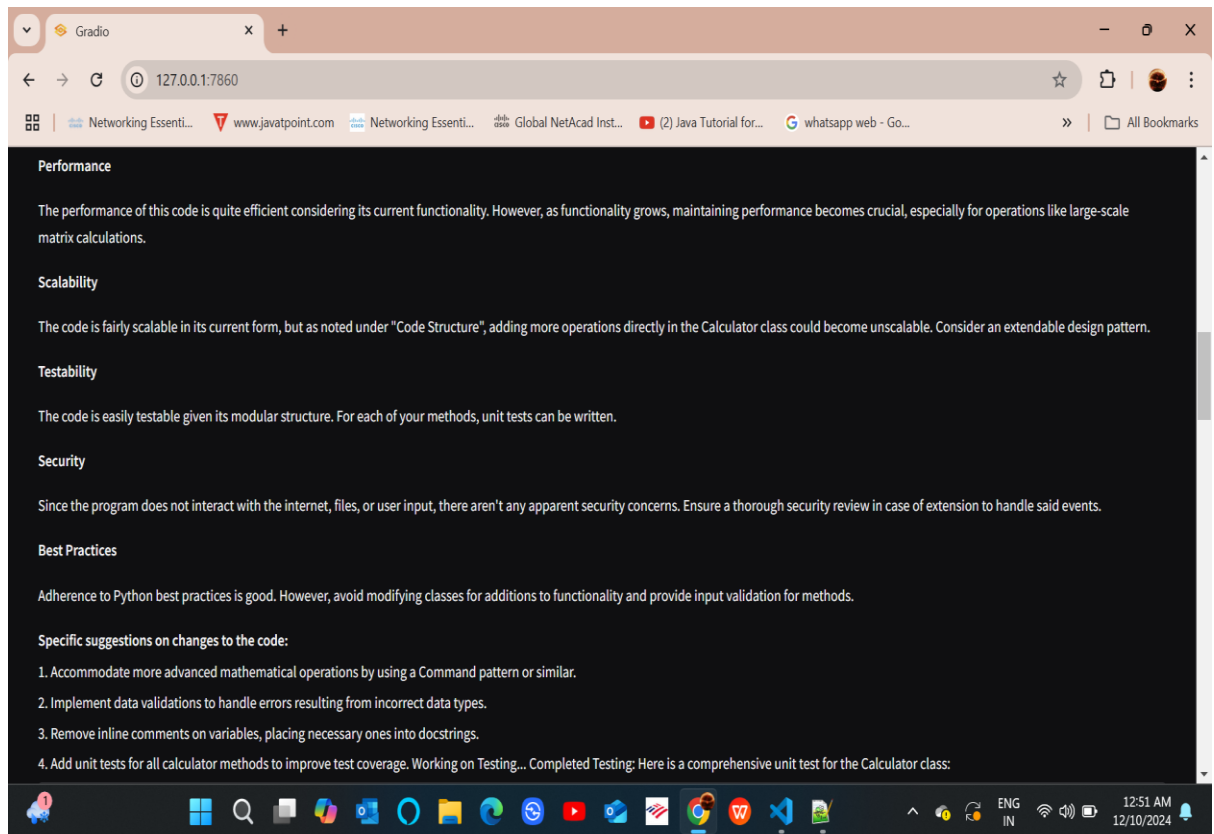 Gradio
127.0.0.1:7860
Networking Essenti...
www.javatpoint.com
Networking Essenti...
Global NetAcad Inst...
(2) Java Tutorial for...
whatsapp web - Go...
All Bookmarks
Performance
The performance of this code is quite efficient considering its current functionality. However, as functionality grows, maintaining performance becomes crucial, especially for operations like large-scale
matrix calculations.
Scalability
The code is fairly scalable in its current form, but as noted under "Code Structure", adding more operations directly in the Calculator class could become unscalable. Consider an extendable design pattern.
Testability
The code is easily testable given its modular structure. For each of your methods, unit tests can be written.
Security
Since the program does not interact with the internet, files, or user input, there aren't any apparent security concerns. Ensure a thorough security review in case of extension to handle said events.
Best Practices
Adherence to Python best practices is good. However, avoid modifying classes for additions to functionality and provide input validation for methods.
Specific suggestions on changes to the code:
1. Accommodate more advanced mathematical operations by using a Command pattern or similar.
2. Implement data validations to handle errors resulting from incorrect data types.
3. Remove inline comments on variables, placing necessary ones into docstrings.
4. Add unit tests for all calculator methods to improve test coverage. Working on Testing... Completed Testing: Here is a comprehensive unit test for the Calculator class:
1
ENG
IN
12:51 AM
12/10/2024